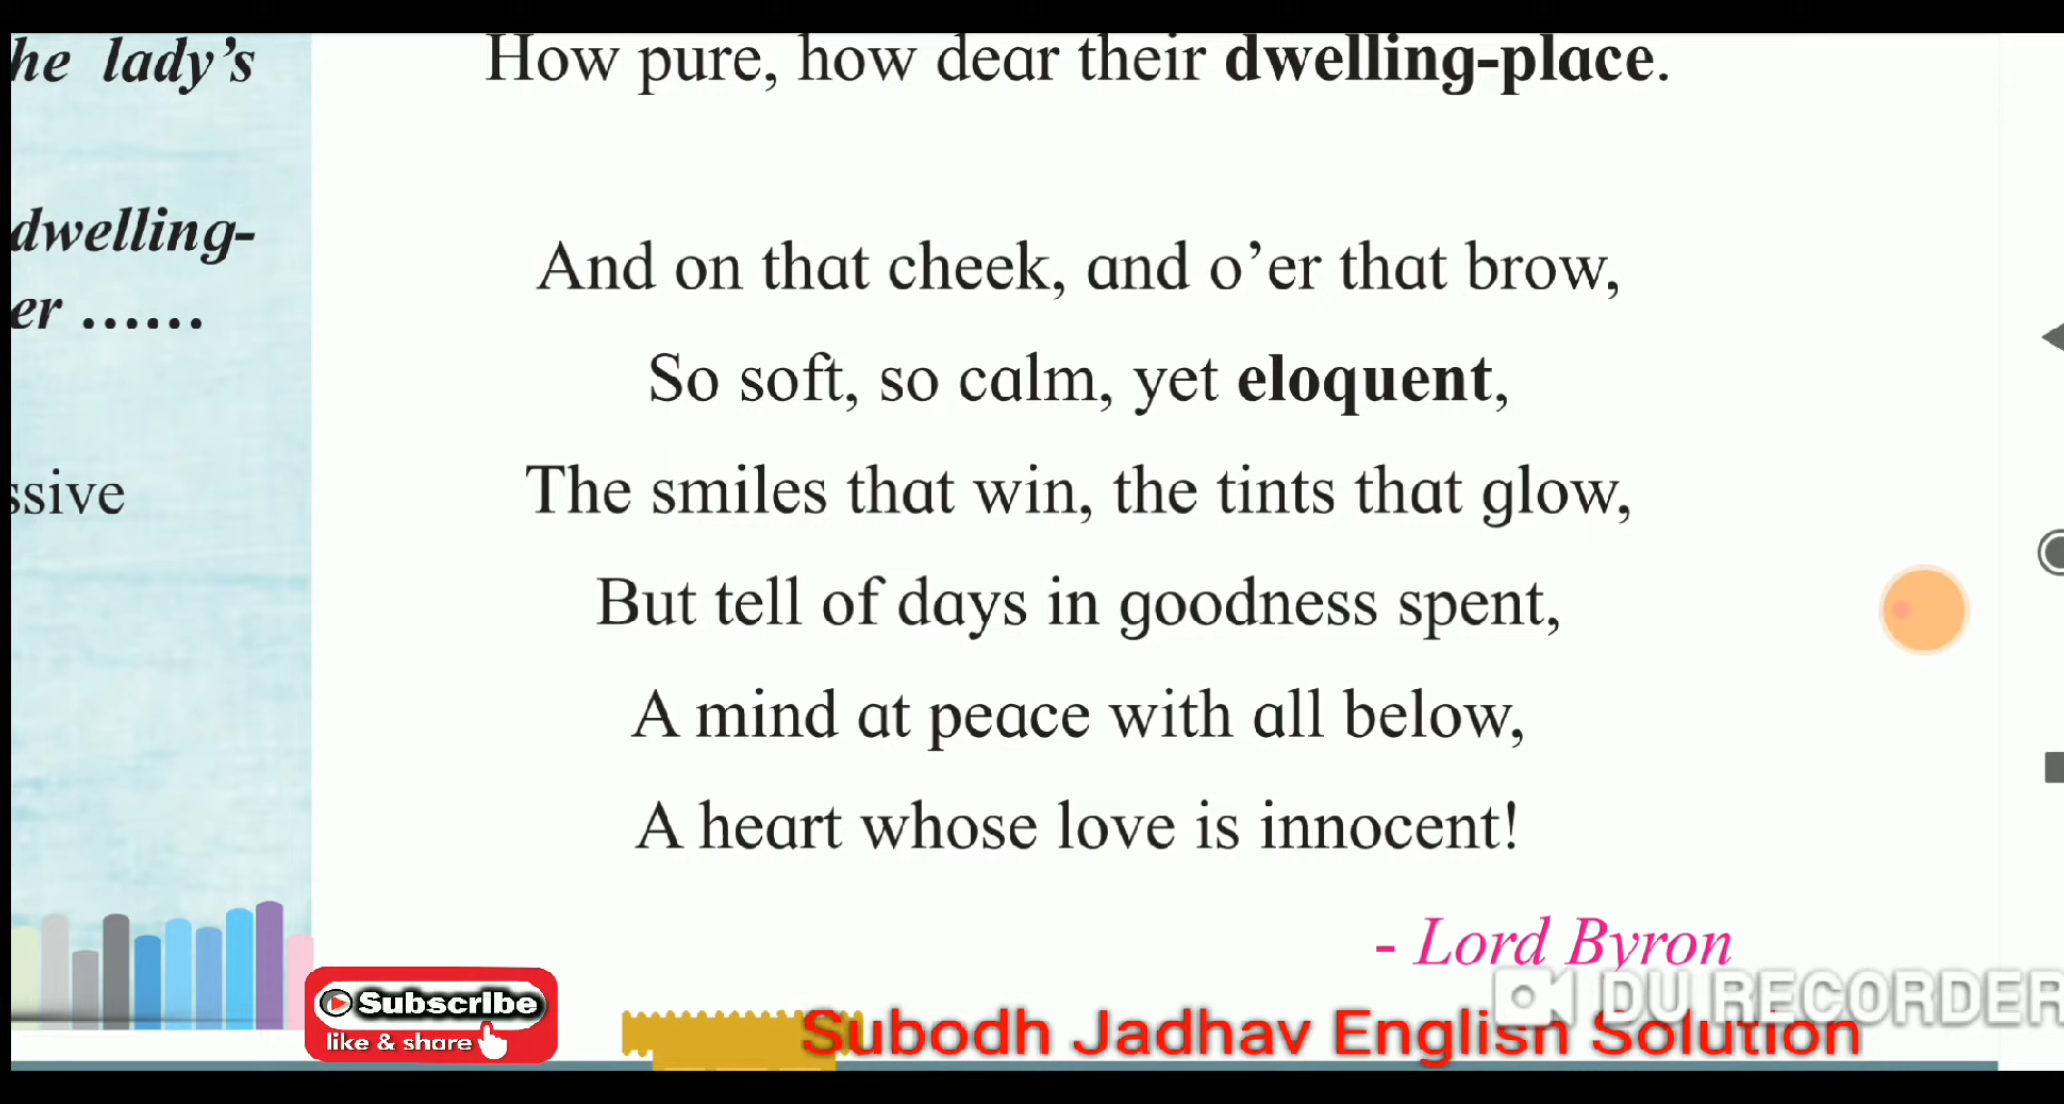 he lady's
dwelling-
er ......
ssive
How pure, how dear their dwelling-place.
And on that cheek, and o'er that brow,
So soft, so calm, yet eloquent,
The smiles that win, the tints that glow,
But tell of days in goodness spent,
A mind at peace with all below,
A heart whose love is innocent!
- Lord Byron
Subscribe
like & share
DU RECORDER
Subodh Jadhav English Solution